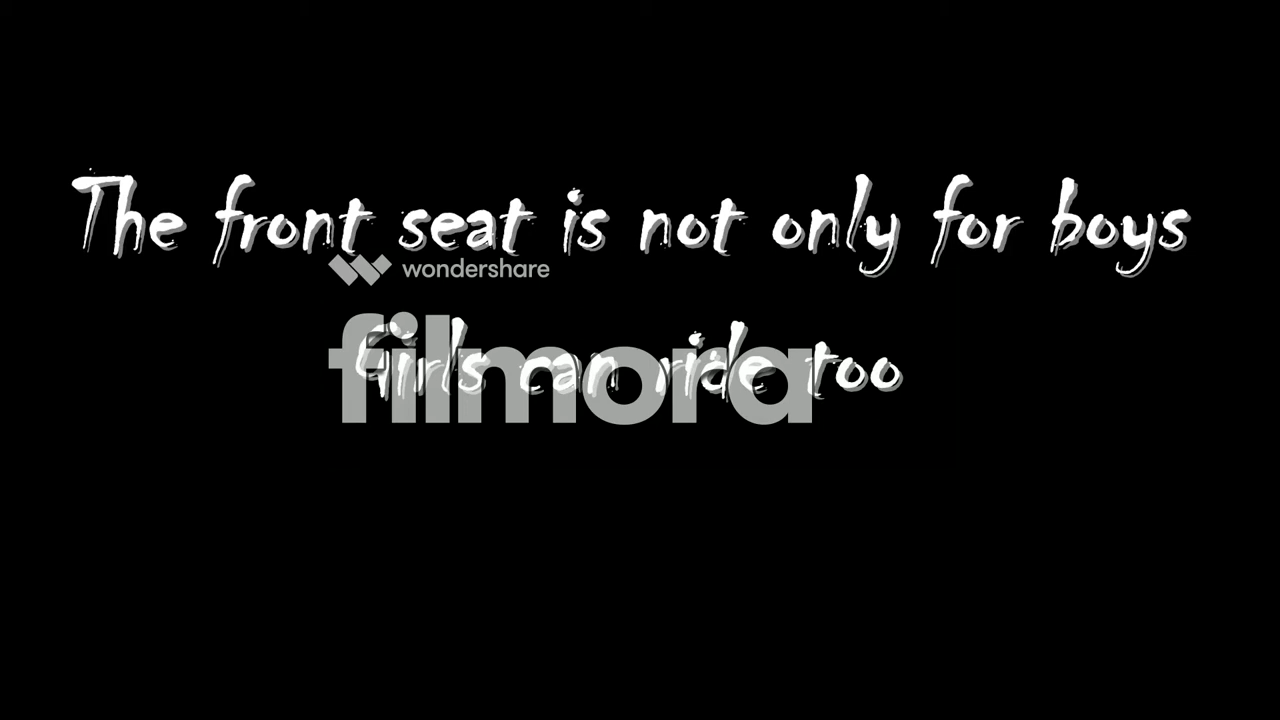 The front seat is not only for boys
wondershare
filmora
Girls can ride too